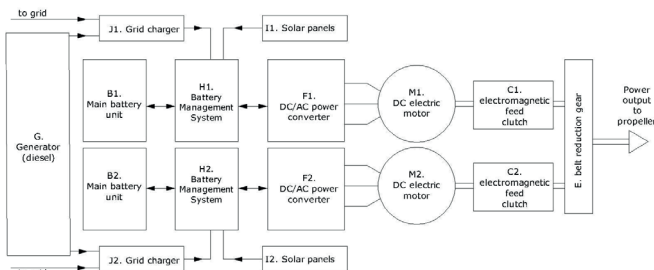 to grid
J1. Grid charger
I1. Solar panels
B1.
Main battery
unit
H1.
Battery
Management
System
F1.
DC/AC power
converter
M1.
DC electric
motor
C1.
electromagnetic
feed
clutch
G.
Generator
(diesel)
E. belt reduction gear
Power
output
to
propeller
B2.
Main battery
unit
H2.
Battery
Management
System
F2.
DC/AC power
converter
M2.
DC electric
motor
C2.
electromagnetic
feed
clutch
J2. Grid charger
I2. Solar panels